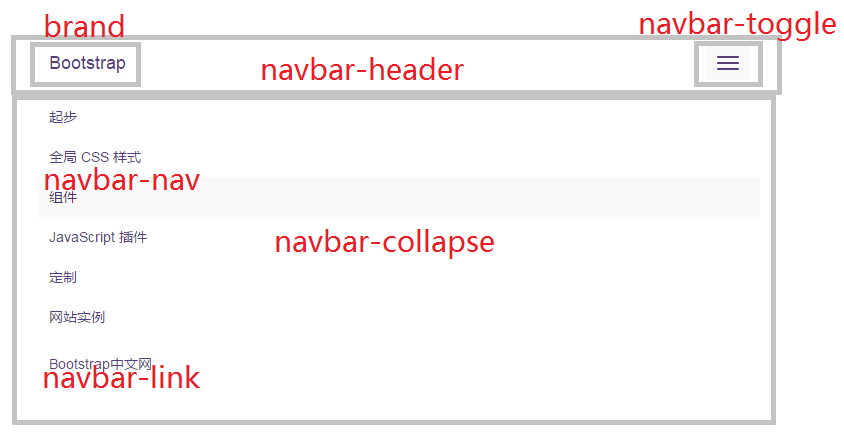 brand
navbar-toggle
Bootstrap
navbar-header
起步
全局 CSS 样式
navbar-nav
组件
JavaScript 插件
navbar-collapse
定制
网站实例
Bootstrap中文网
navbar-link